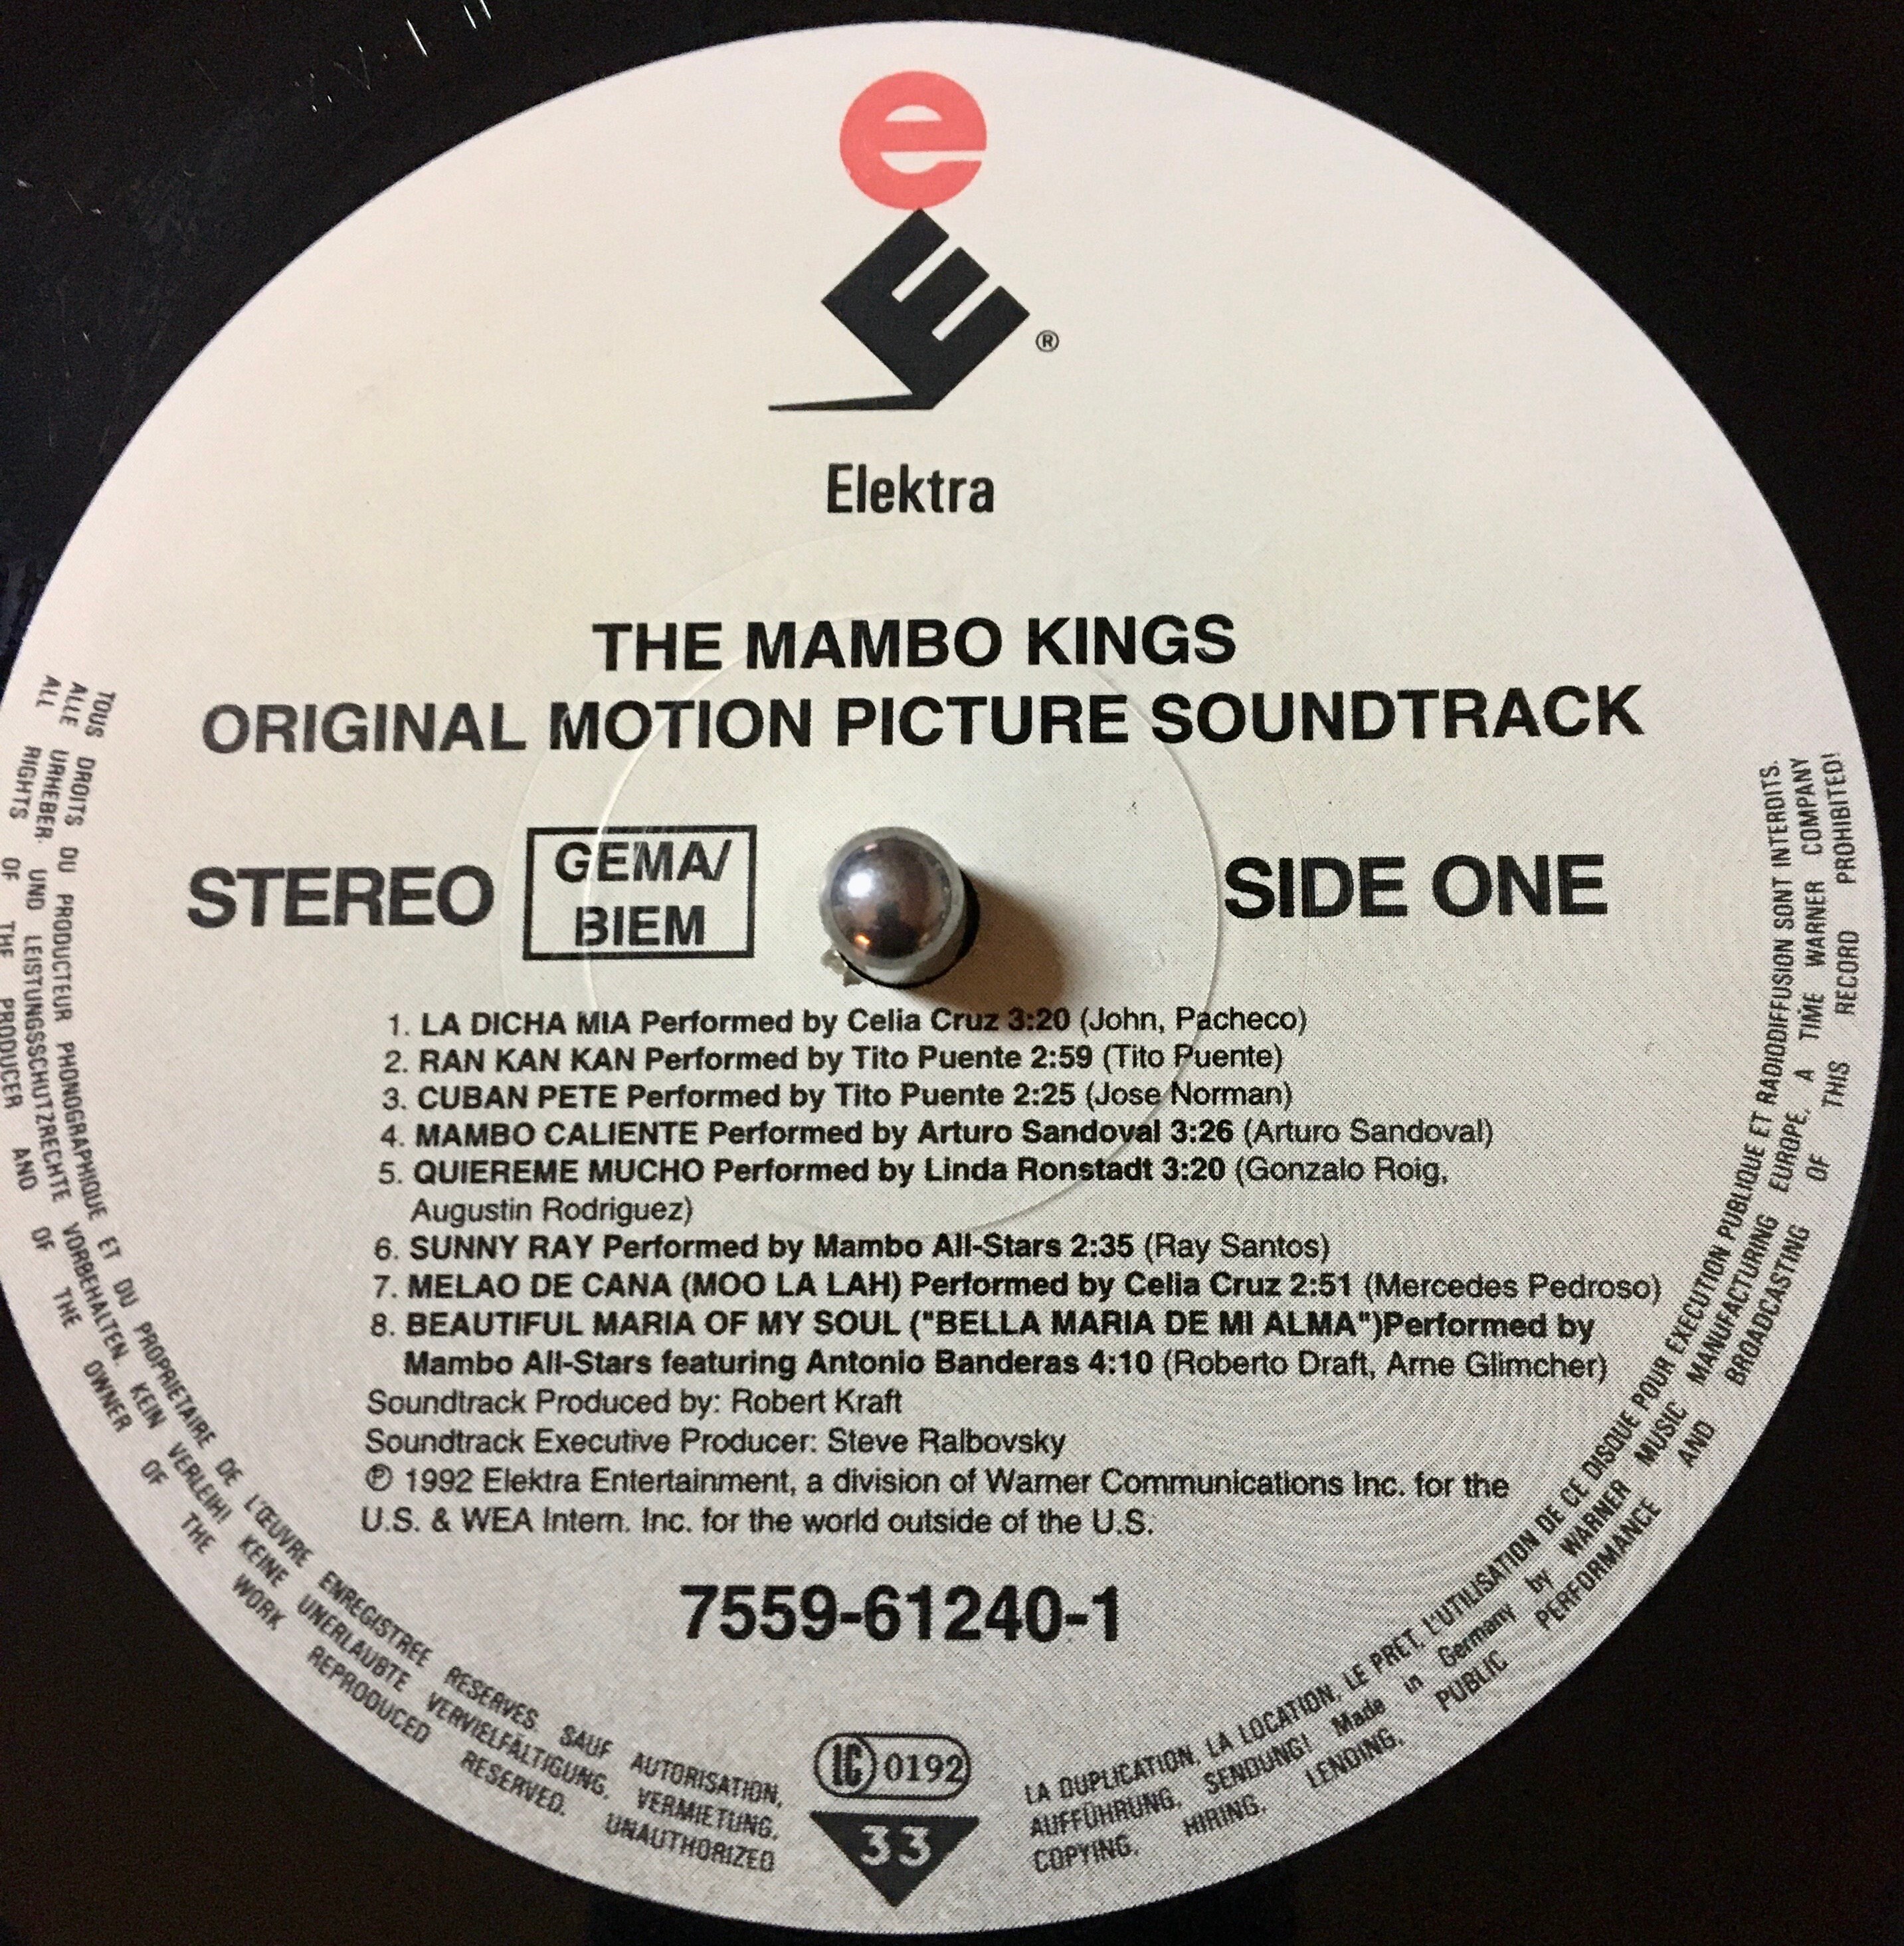 e
E ®
Elektra
THE MAMBO KINGS
ORIGINAL MOTION PICTURE SOUNDTRACK
STEREO
GEMA/
BIEM
SIDE ONE
1. LA DICHA MIA Performed by Celia Cruz 3:20 (John, Pacheco)
2. RAN KAN KAN Performed by Tito Puente 2:59 (Tito Puente)
3. CUBAN PETE Performed by Tito Puente 2:25 (Jose Norman)
4. MAMBO CALIENTE Performed by Arturo Sandoval 3:26 (Arturo Sandoval)
5. QUIEREME MUCHO Performed by Linda Ronstadt 3:20 (Gonzalo Roig,
Augustin Rodriguez)
6. SUNNY RAY Performed by Mambo All-Stars 2:35 (Ray Santos)
7. MELAO DE CANA (MOO LA LAH) Performed by Celia Cruz 2:51 (Mercedes Pedroso)
8. BEAUTIFUL MARIA OF MY SOUL ("BELLA MARIA DE MI ALMA")Performed by
Mambo All-Stars featuring Antonio Banderas 4:10 (Roberto Draft, Arne Glimcher)
Soundtrack Produced by: Robert Kraft
Soundtrack Executive Producer: Steve Ralbovsky
℗ 1992 Elektra Entertainment, a division of Warner Communications Inc. for the
U.S. & WEA Intern. Inc. for the world outside of the U.S.
7559-61240-1
LC 0192
33
TOUS DROITS DU PRODUCTEUR PHONOGRAPHIQUE ET DU PROPRIETAIRE DE L'ŒUVRE ENREGISTREE RESERVES. SAUF AUTORISATION, LA DUPLICATION, LA LOCATION, LE PRET, L'UTILISATION DE CE DISQUE POUR EXECUTION PUBLIQUE ET RADIODIFFUSION SONT INTERDITS.
ALLE URHEBER- UND LEISTUNGSSCHUTZRECHTE VORBEHALTEN. KEIN VERLEIH! KEINE UNERLAUBTE VERVIELFÄLTIGUNG, VERMIETUNG, AUFFÜHRUNG, SENDUNG! Made in Germany by WARNER MUSIC MANUFACTURING EUROPE. A TIME WARNER COMPANY
ALL RIGHTS OF THE PRODUCER AND OF THE OWNER OF THE WORK REPRODUCED RESERVED. UNAUTHORIZED COPYING, HIRING, LENDING, PUBLIC PERFORMANCE AND BROADCASTING OF THIS RECORD PROHIBITED!